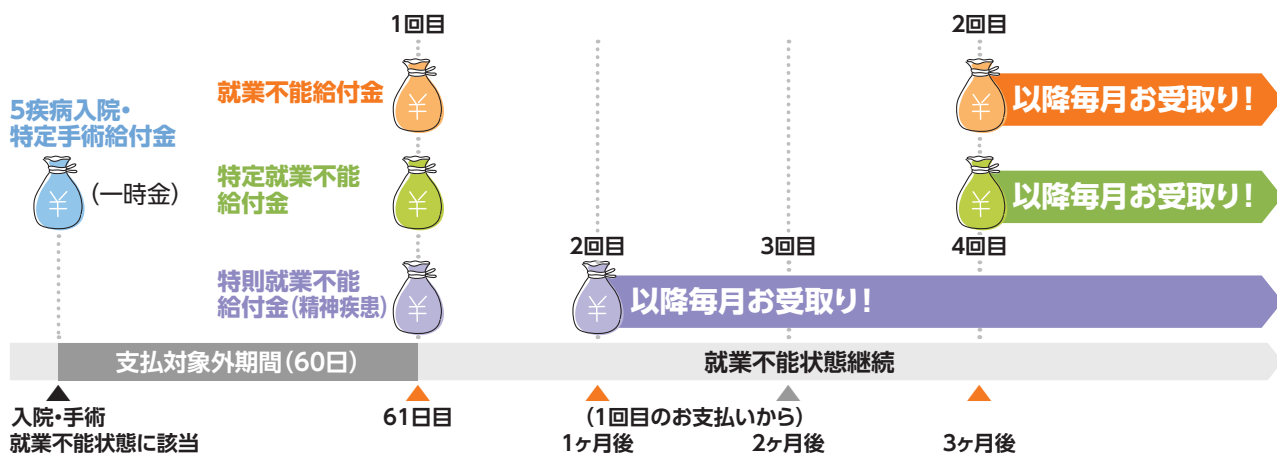 1回目
2回目
就業不能給付金
¥
¥
以降毎月お受取り!
5疾病入院・
特定手術給付金
¥
(一時金)
特定就業不能
給付金
¥
¥
以降毎月お受取り!
2回目
3回目
4回目
特則就業不能
給付金(精神疾患)
¥
¥
以降毎月お受取り!
支払対象外期間(60日)
就業不能状態継続
入院・手術
就業不能状態に該当
61日目
(1回目のお支払いから)
1ヶ月後
2ヶ月後
3ヶ月後